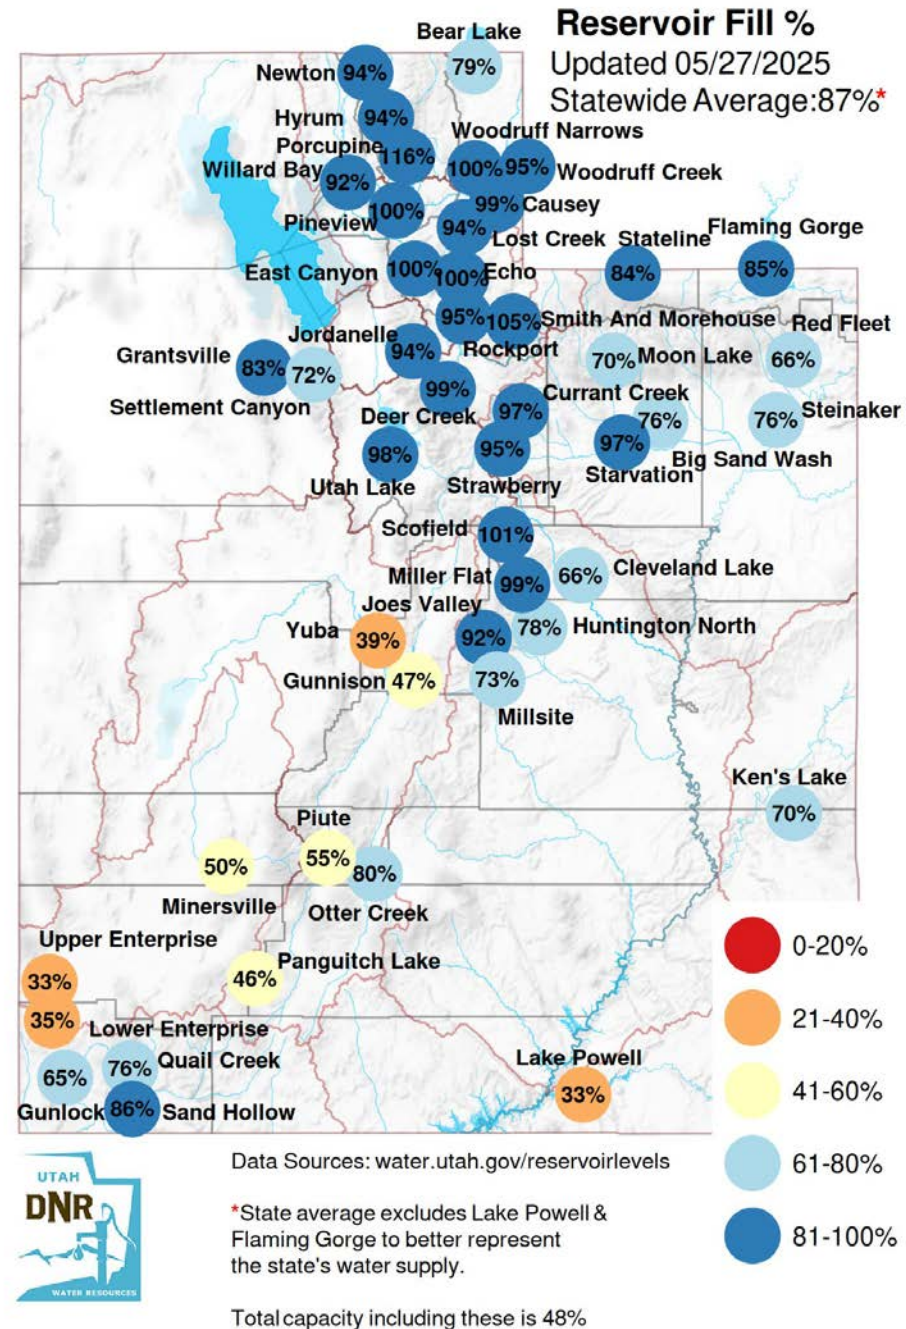 Reservoir Fill %
Updated 05/27/2025
Statewide Average:87%*
Bear Lake
79%
Newton
94%
Hyrum
94%
Porcupine
116%
Woodruff Narrows
100%
95%
Woodruff Creek
Willard Bay
92%
99%
Causey
Pineview
100%
94%
Lost Creek
Stateline
84%
Flaming Gorge
85%
East Canyon
100%
100%
Echo
95%
Rockport
105%
Smith And Morehouse
Red Fleet
66%
Jordanelle
94%
Grantsville
83%
72%
Settlement Canyon
70%
Moon Lake
99%
Deer Creek
Currant Creek
97%
76%
Big Sand Wash
76%
Steinaker
97%
Starvation
98%
Utah Lake
95%
Strawberry
Scofield
101%
Miller Flat
99%
66%
Cleveland Lake
Joes Valley
92%
78%
Huntington North
Yuba
39%
Gunnison
47%
73%
Millsite
Ken's Lake
70%
Piute
55%
80%
Otter Creek
50%
Minersville
Upper Enterprise
33%
46%
Panguitch Lake
35%
Lower Enterprise
76%
Quail Creek
65%
Gunlock
86%
Sand Hollow
Lake Powell
33%
0-20%
21-40%
41-60%
61-80%
81-100%
UTAH
DNR
WATER RESOURCES
Data Sources: water.utah.gov/reservoirlevels
*State average excludes Lake Powell &
Flaming Gorge to better represent
the state's water supply.
Total capacity including these is 48%